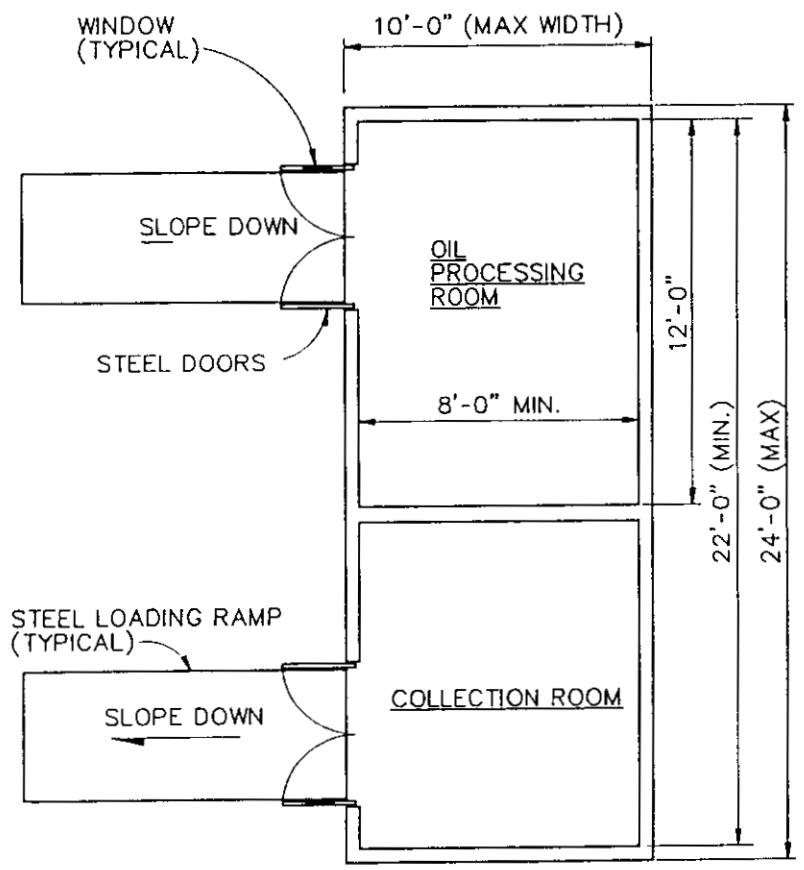 WINDOW
(TYPICAL)
10'-0" (MAX WIDTH)
SLOPE DOWN
OIL
PROCESSING
ROOM
STEEL DOORS
12'-0"
8'-0" MIN.
22'-0" (MIN.)
24'-0" (MAX)
STEEL LOADING RAMP
(TYPICAL)
COLLECTION ROOM
SLOPE DOWN